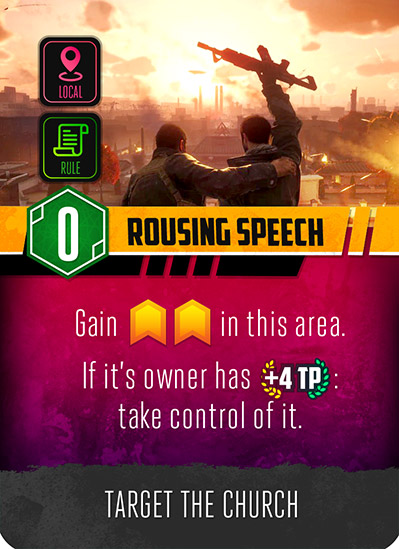 LOCAL
RULE
0 ROUSING SPEECH
Gain in this area.
If it's owner has +4 TP :
take control of it.
TARGET THE CHURCH